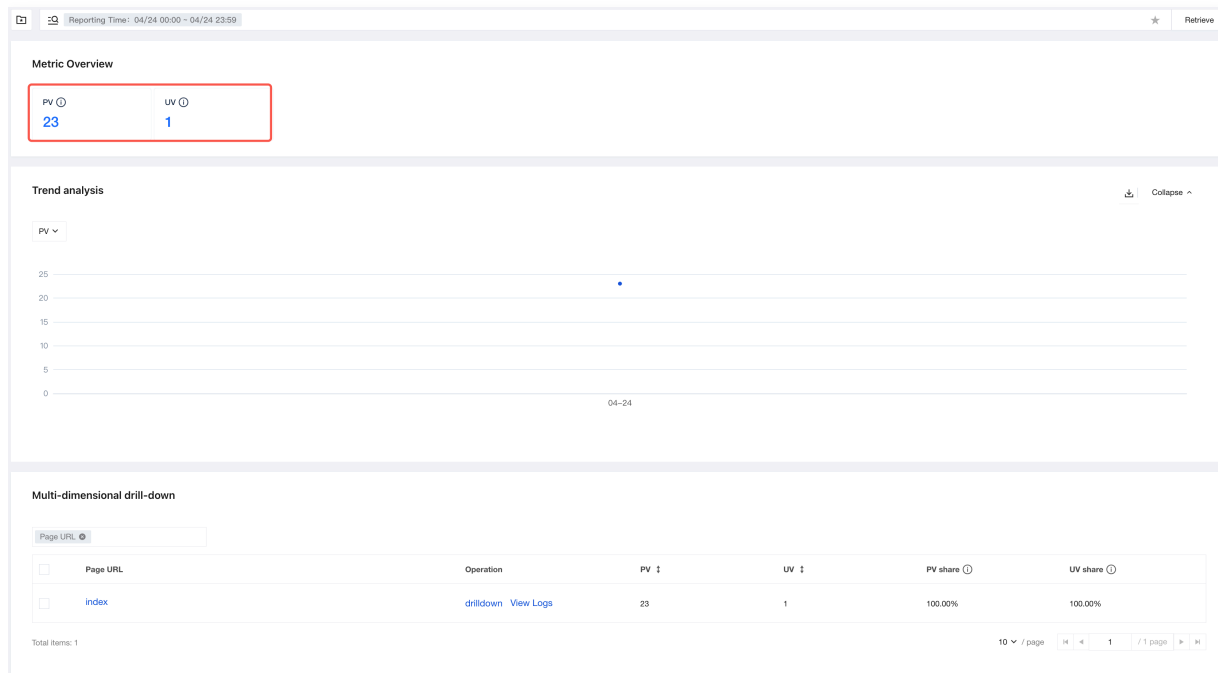 Reporting Time: 04/24 00:00 ~ 04/24 23:59
Retrieve
Metric Overview
PV UV
23 1
Trend analysis
Collapse
PV
25
20
15
10
5
0
04-24
Multi-dimensional drill-down
Page URL
Page URL Operation PV UV PV share UV share
index drilldown View Logs 23 1 100.00% 100.00%
Total items: 1 10 / page 1 / 1 page